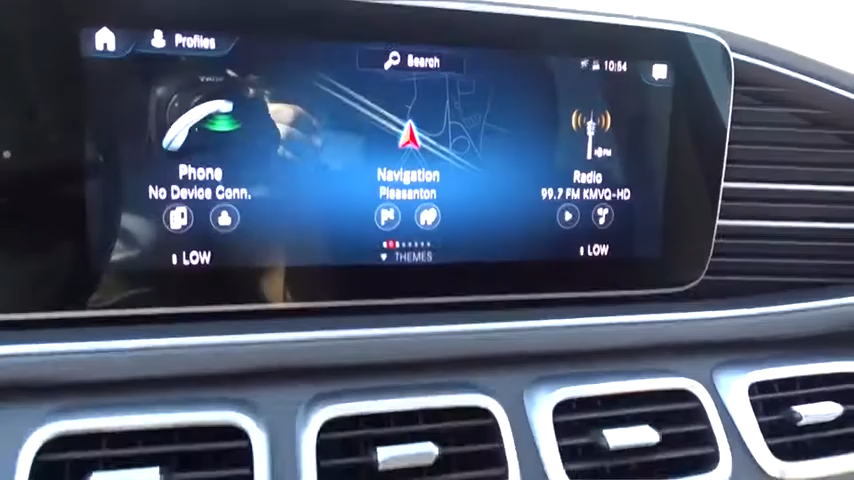 Profiles
Search
10:54
Phone
No Device Conn.
Navigation
Pleasanton
Radio
99.7 FM KMVQ-HD
LOW
THEMES
LOW